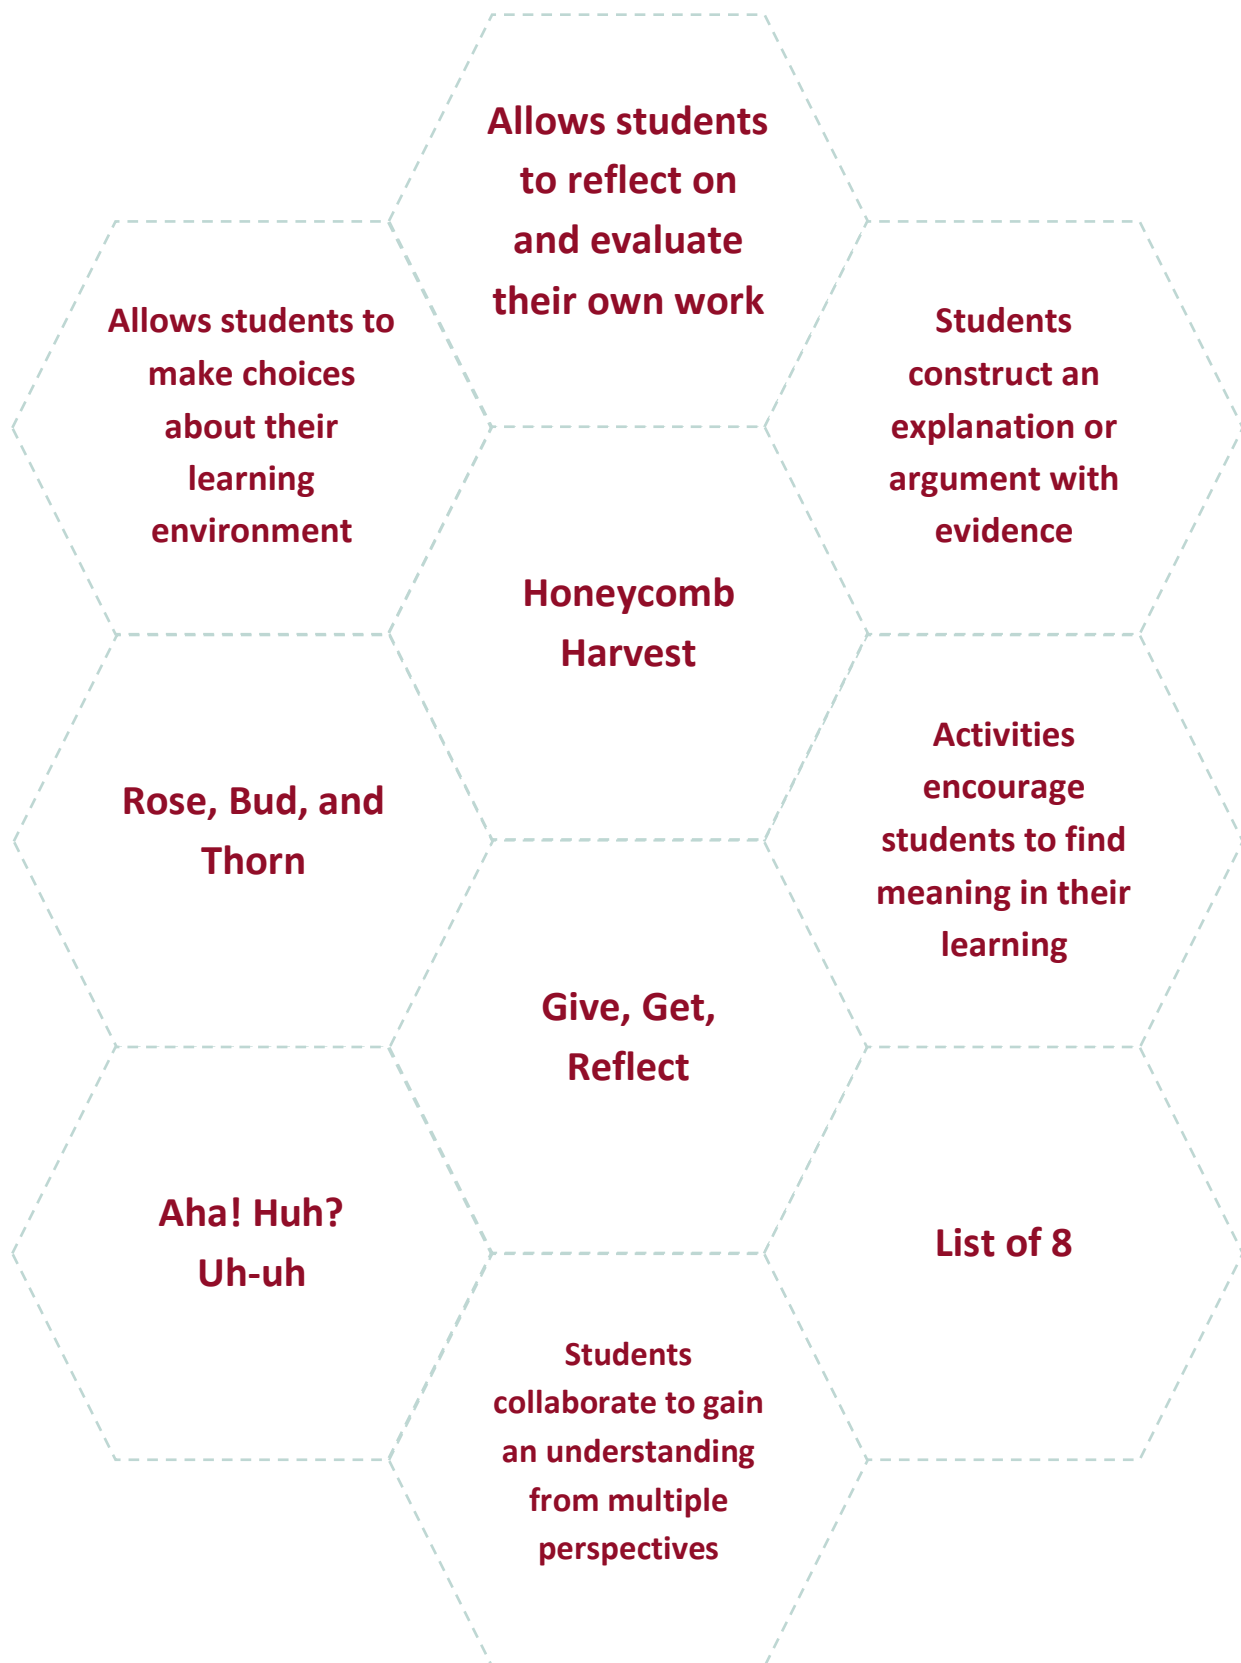 Allows students
to reflect on
and evaluate
their own work
Allows students to
make choices
about their
learning
environment
Students
construct an
explanation or
argument with
evidence
Honeycomb
Harvest
Rose, Bud, and
Thorn
Activities
encourage
students to find
meaning in their
learning
Give, Get,
Reflect
Aha! Huh?
Uh-uh
List of 8
Students
collaborate to gain
an understanding
from multiple
perspectives